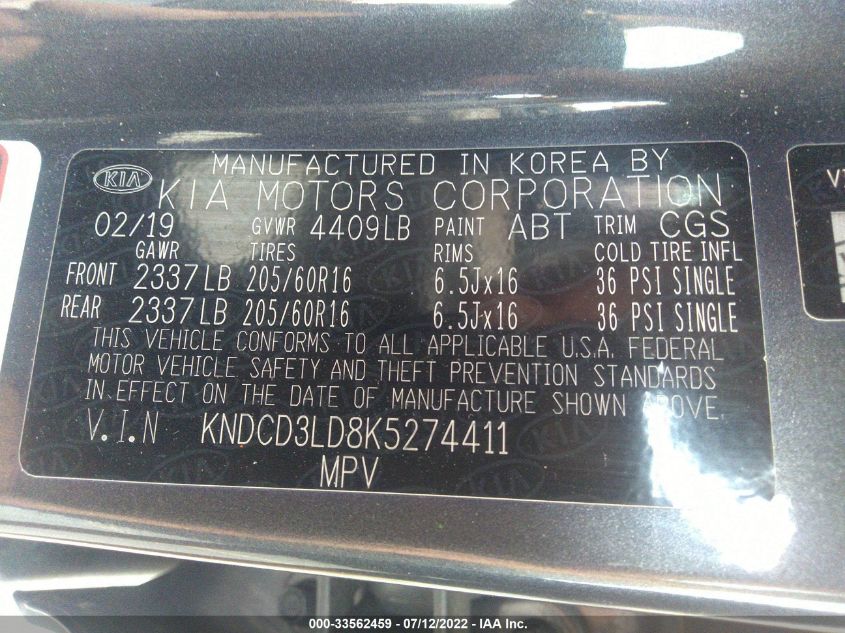 MANUFACTURED IN KOREA BY
KIA KIA MOTORS CORPORATION
02/19 GVWR 4409LB PAINT ABT TRIM CGS
GAWR TIRES RIMS COLD TIRE INFL
FRONT 2337LB 205/60R16 6.5Jx16 36 PSI SINGLE
REAR 2337LB 205/60R16 6.5Jx16 36 PSI SINGLE
THIS VEHICLE CONFORMS TO ALL APPLICABLE U.S.A. FEDERAL
MOTOR VEHICLE SAFETY AND THEFT PREVENTION STANDARDS
IN EFFECT ON THE DATE OF MANUFACTURE SHOWN ABOVE.
V.I.N KNDCD3LD8K5274411
MPV
000-33562459 - 07/12/2022 - IAA Inc.